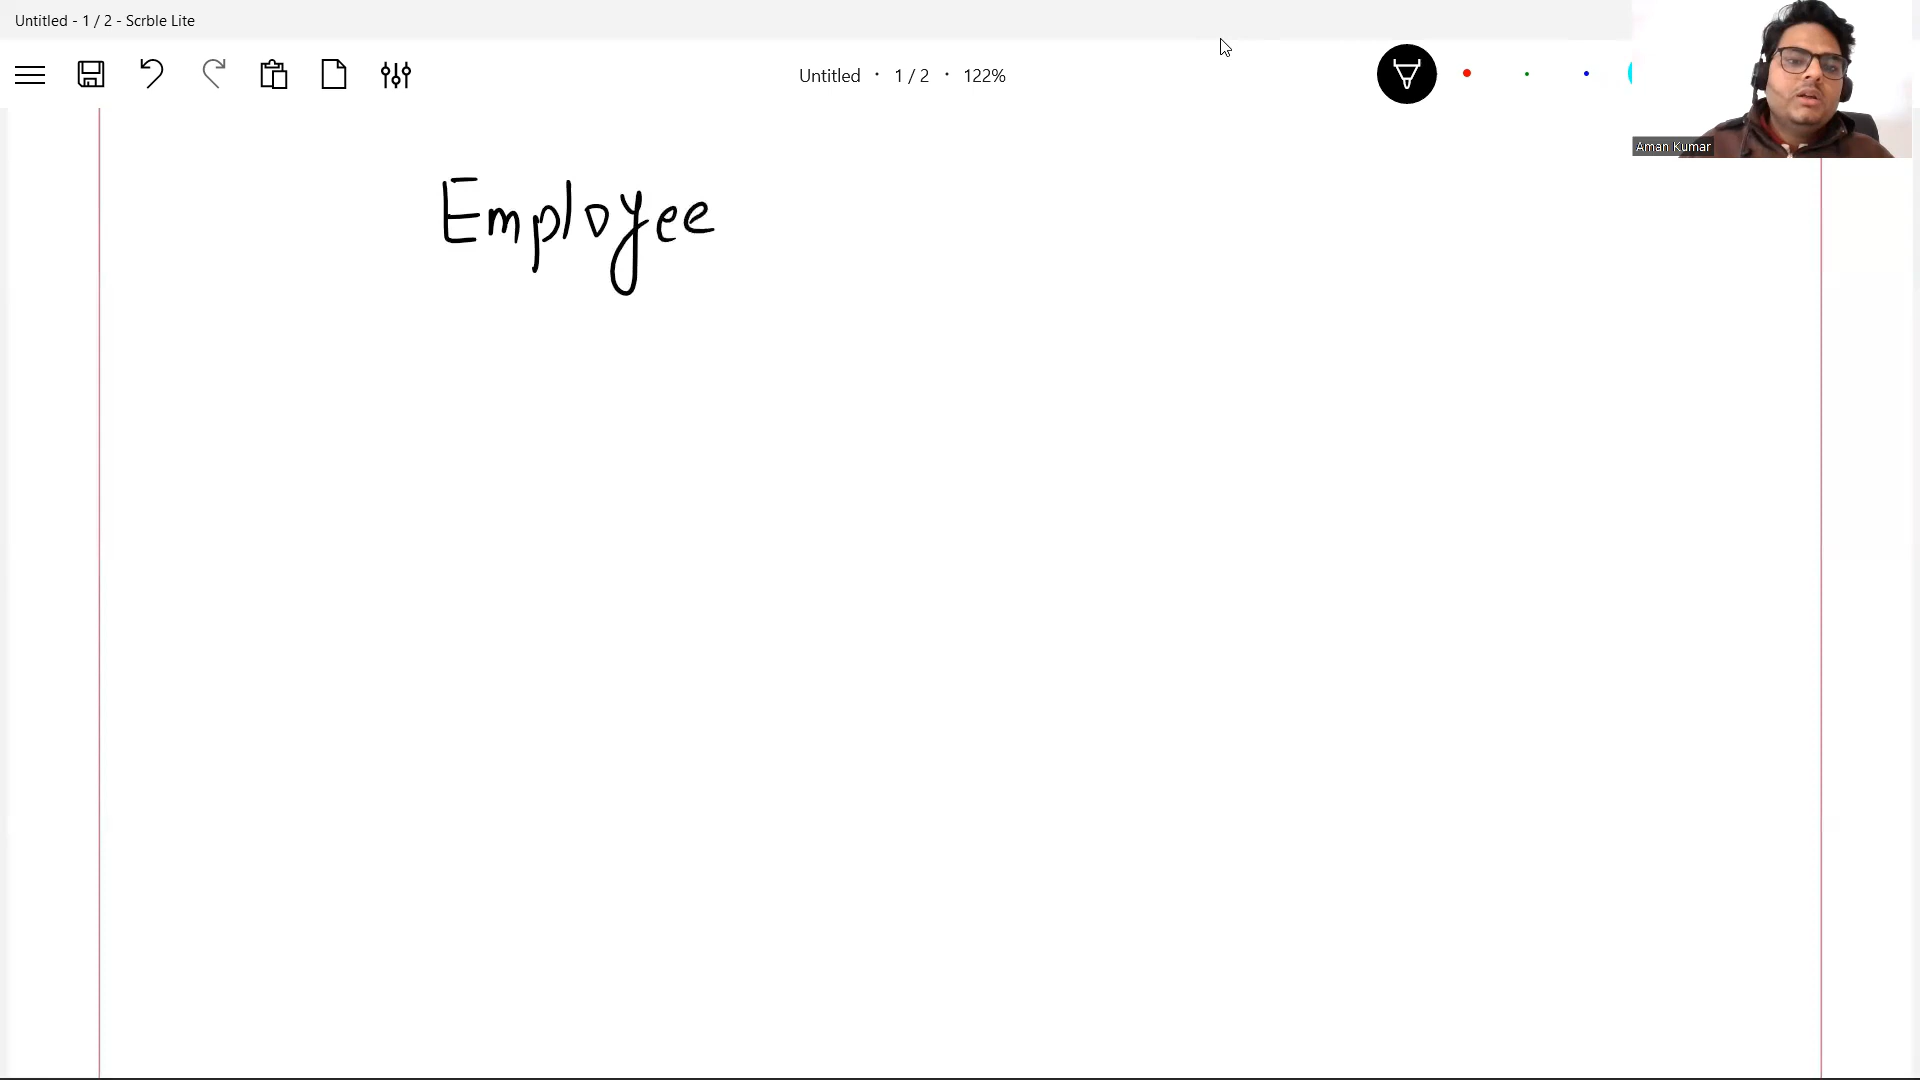 Untitled - 1 / 2 - Scrble Lite
Untitled · 1 / 2 · 122%
Aman Kumar
Employee